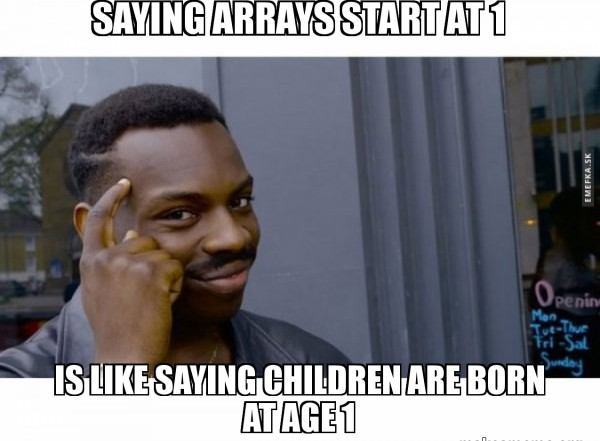 SAYING ARRAYS START AT 1
EMEFKA.SK
Opening
Mon
Tue-Thur
Fri -Sat
Sunday
IS LIKE SAYING CHILDREN ARE BORN
AT AGE 1